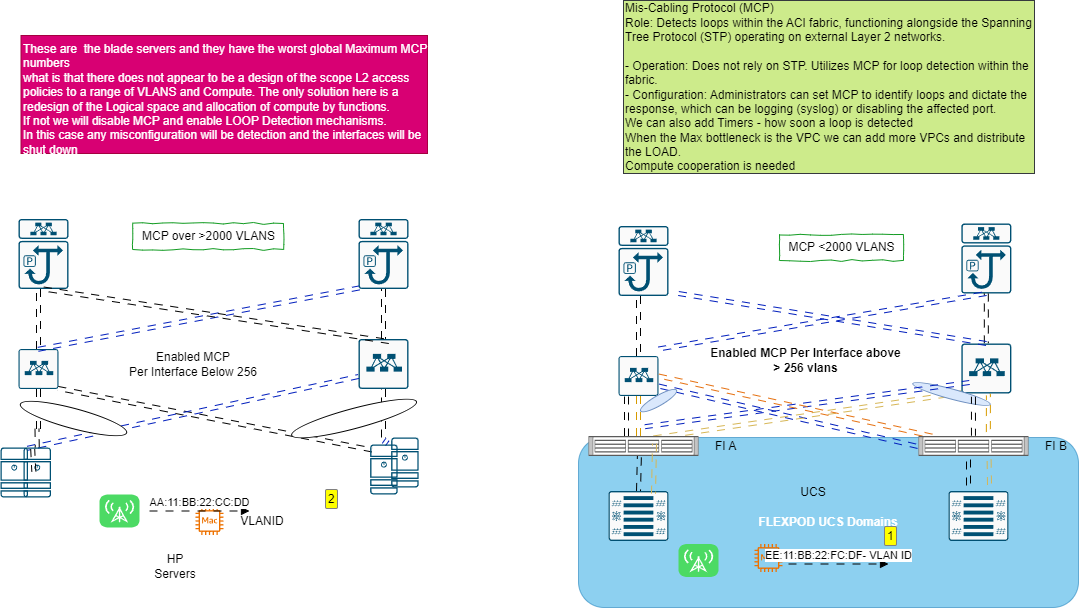 These are  the blade servers and they have the worst global Maximum MCP
numbers
what is that there does not appear to be a design of the scope L2 access
policies to a range of VLANS and Compute. The only solution here is a
redesign of the Logical space and allocation of compute by functions.
If not we will disable MCP and enable LOOP Detection mechanisms.
In this case any misconfiguration will be detection and the interfaces will be
shut down
Mis-Cabling Protocol (MCP)
Role: Detects loops within the ACI fabric, functioning alongside the Spanning
Tree Protocol (STP) operating on external Layer 2 networks.
- Operation: Does not rely on STP. Utilizes MCP for loop detection within the
fabric.
- Configuration: Administrators can set MCP to identify loops and dictate the
response, which can be logging (syslog) or disabling the affected port.
We can also add Timers - how soon a loop is detected
When the Max bottleneck is the VPC we can add more VPCs and distribute
the LOAD.
Compute cooperation is needed
MCP over >2000 VLANS
P
P
Enabled MCP
Per Interface Below 256
AA:11:BB:22:CC:DD
Mac
VLANID
2
HP
Servers
MCP <2000 VLANS
P
P
Enabled MCP Per Interface above
> 256 vlans
FI A
FI B
UCS
FLEXPOD UCS Domains
1
EE:11:BB:22:FC:DF- VLAN ID